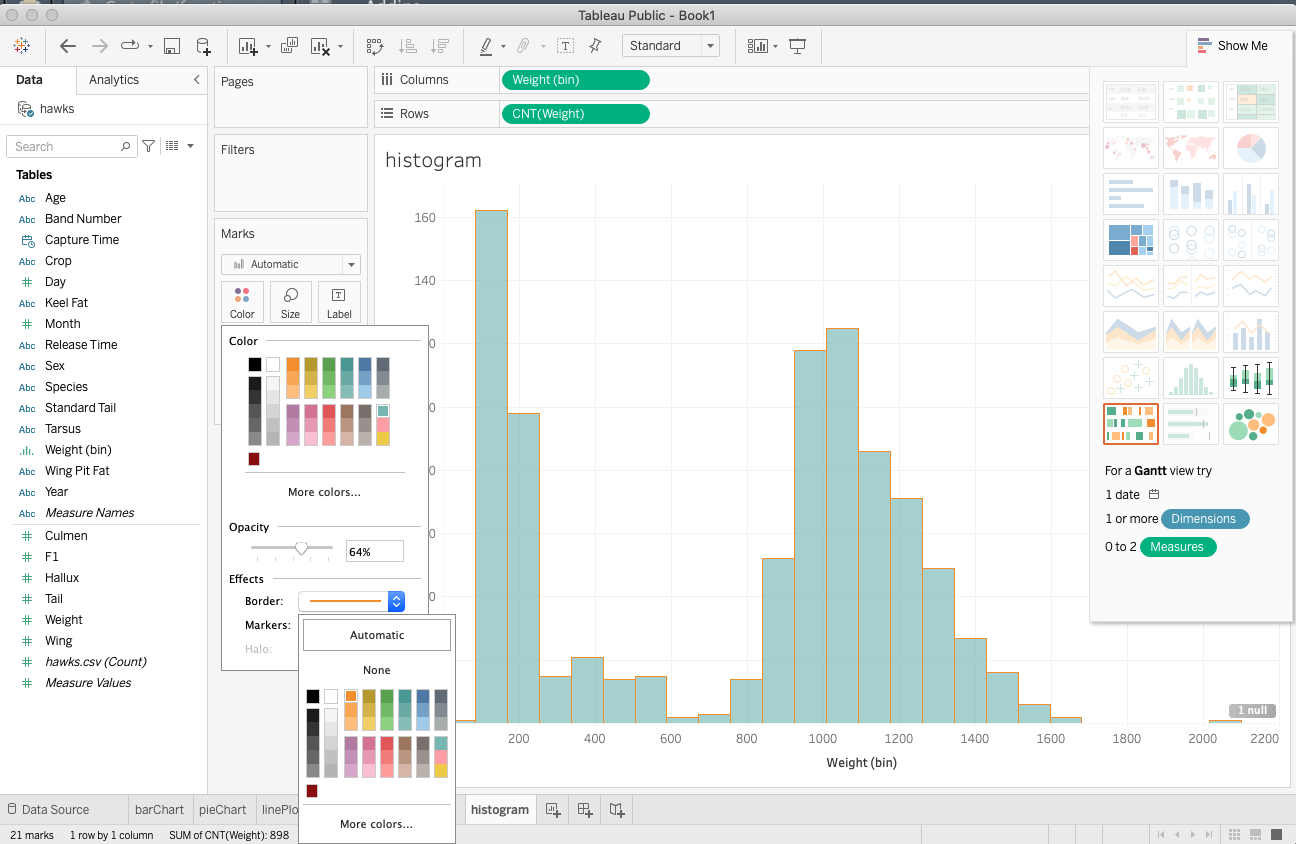 Tableau Public - Book1
Standard
Show Me
Data
Analytics
Pages
Columns
Weight (bin)
hawks
Rows
CNT(Weight)
Search
Filters
histogram
Tables
Abc Age
Abc Band Number
Capture Time
Abc Crop
# Day
Abc Keel Fat
# Month
Abc Release Time
Abc Sex
Abc Species
Abc Standard Tail
Abc Tarsus
Weight (bin)
Abc Wing Pit Fat
Abc Year
Abc Measure Names
# Culmen
# F1
# Hallux
# Tail
# Weight
# Wing
# hawks.csv (Count)
# Measure Values
Marks
Automatic
Color
Size
T
Label
Color
More colors...
Opacity
64%
Effects
Border:
Markers:
Halo:
Automatic
None
More colors...
160
140
0
0
0
0
0
200
400
600
800
1000
1200
1400
1600
1800
2000
2200
1 null
Weight (bin)
For a Gantt view try
1 date
1 or more Dimensions
0 to 2 Measures
Data Source
barChart
pieChart
linePlo
histogram
21 marks
1 row by 1 column
SUM of CNT(Weight): 898